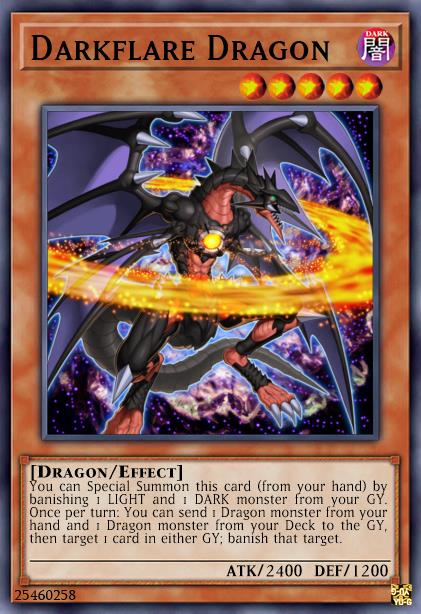 DARKFLARE DRAGON
DARK
闇
[DRAGON/EFFECT]
You can Special Summon this card (from your hand) by
banishing 1 LIGHT and 1 DARK monster from your GY.
Once per turn: You can send 1 Dragon monster from your
hand and 1 Dragon monster from your Deck to the GY,
then target 1 card in either GY; banish that target.
ATK/2400 DEF/1200
25460258